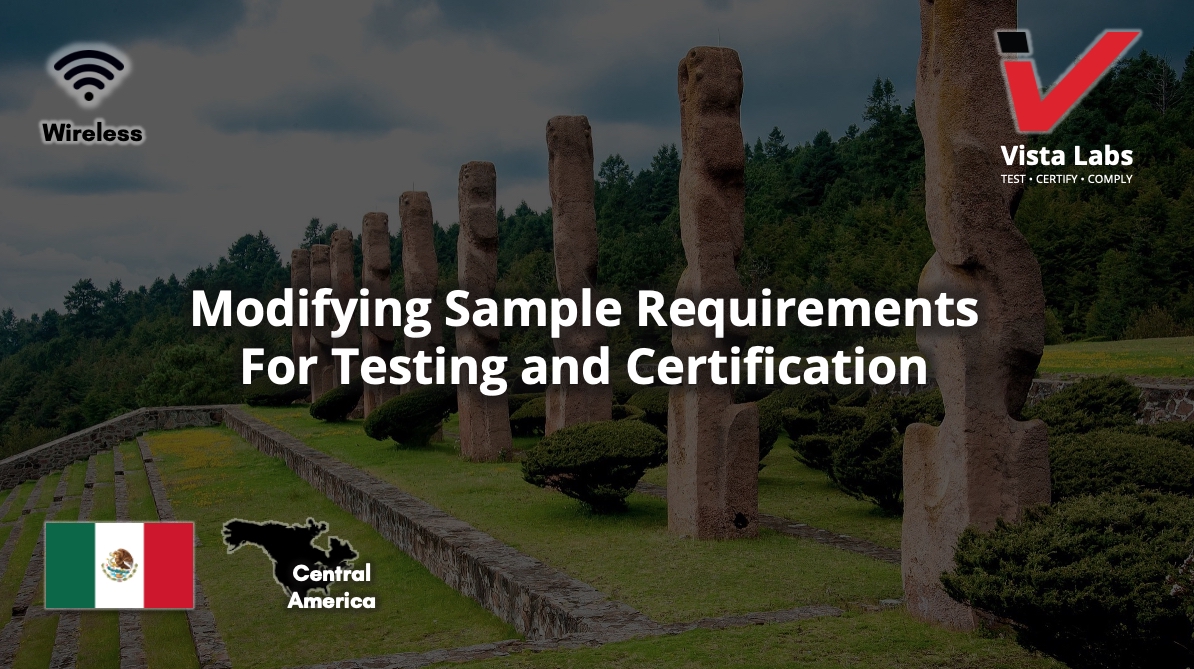 Wireless
Vista Labs
TEST • CERTIFY • COMPLY
Modifying Sample Requirements
For Testing and Certification
Central
America